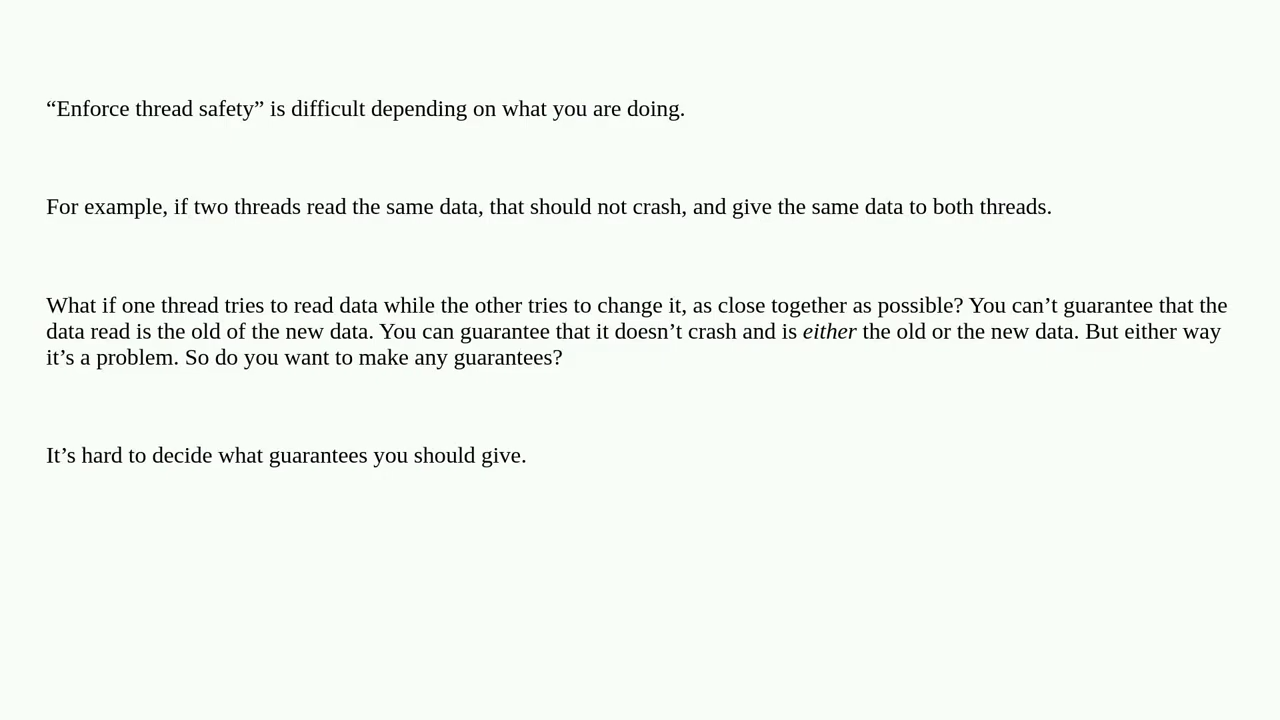 “Enforce thread safety” is difficult depending on what you are doing.
For example, if two threads read the same data, that should not crash, and give the same data to both threads.
What if one thread tries to read data while the other tries to change it, as close together as possible? You can’t guarantee that the
data read is the old of the new data. You can guarantee that it doesn’t crash and is either the old or the new data. But either way
it’s a problem. So do you want to make any guarantees?
It’s hard to decide what guarantees you should give.